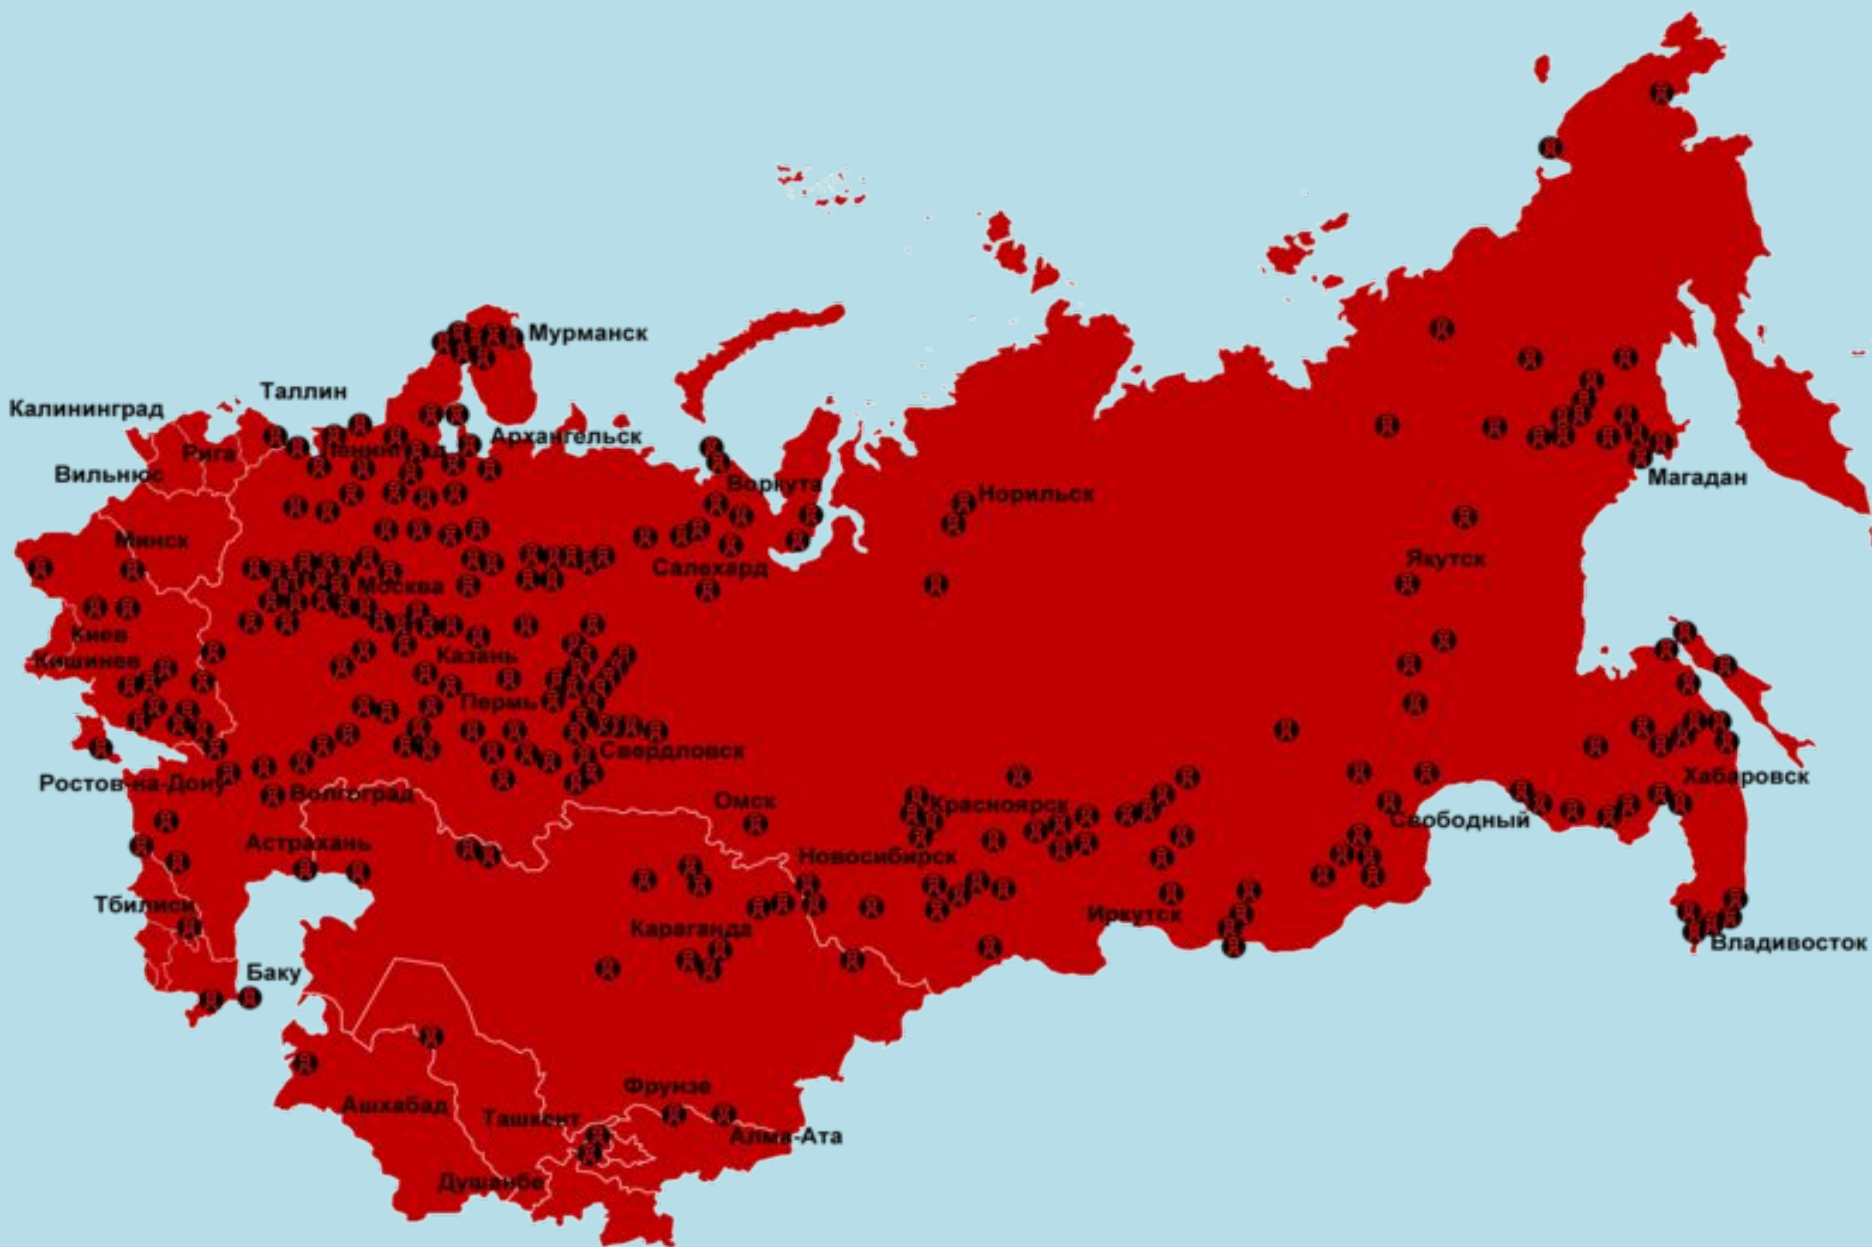 Мурманск
Таллин
Калининград
Архангельск
Рига
Ленинград
Вильнюс
Воркута
Норильск
Магадан
Минск
Якутск
Салехард
Москва
Киев
Казань
Кишинев
Пермь
Свердловск
Ростов-на-Дону
Хабаровск
Волгоград
Омск
Красноярск
Свободный
Астрахань
Новосибирск
Тбилиси
Иркутск
Караганда
Владивосток
Баку
Фрунзе
Ашхабад
Ташкент
Алма-Ата
Душанбе